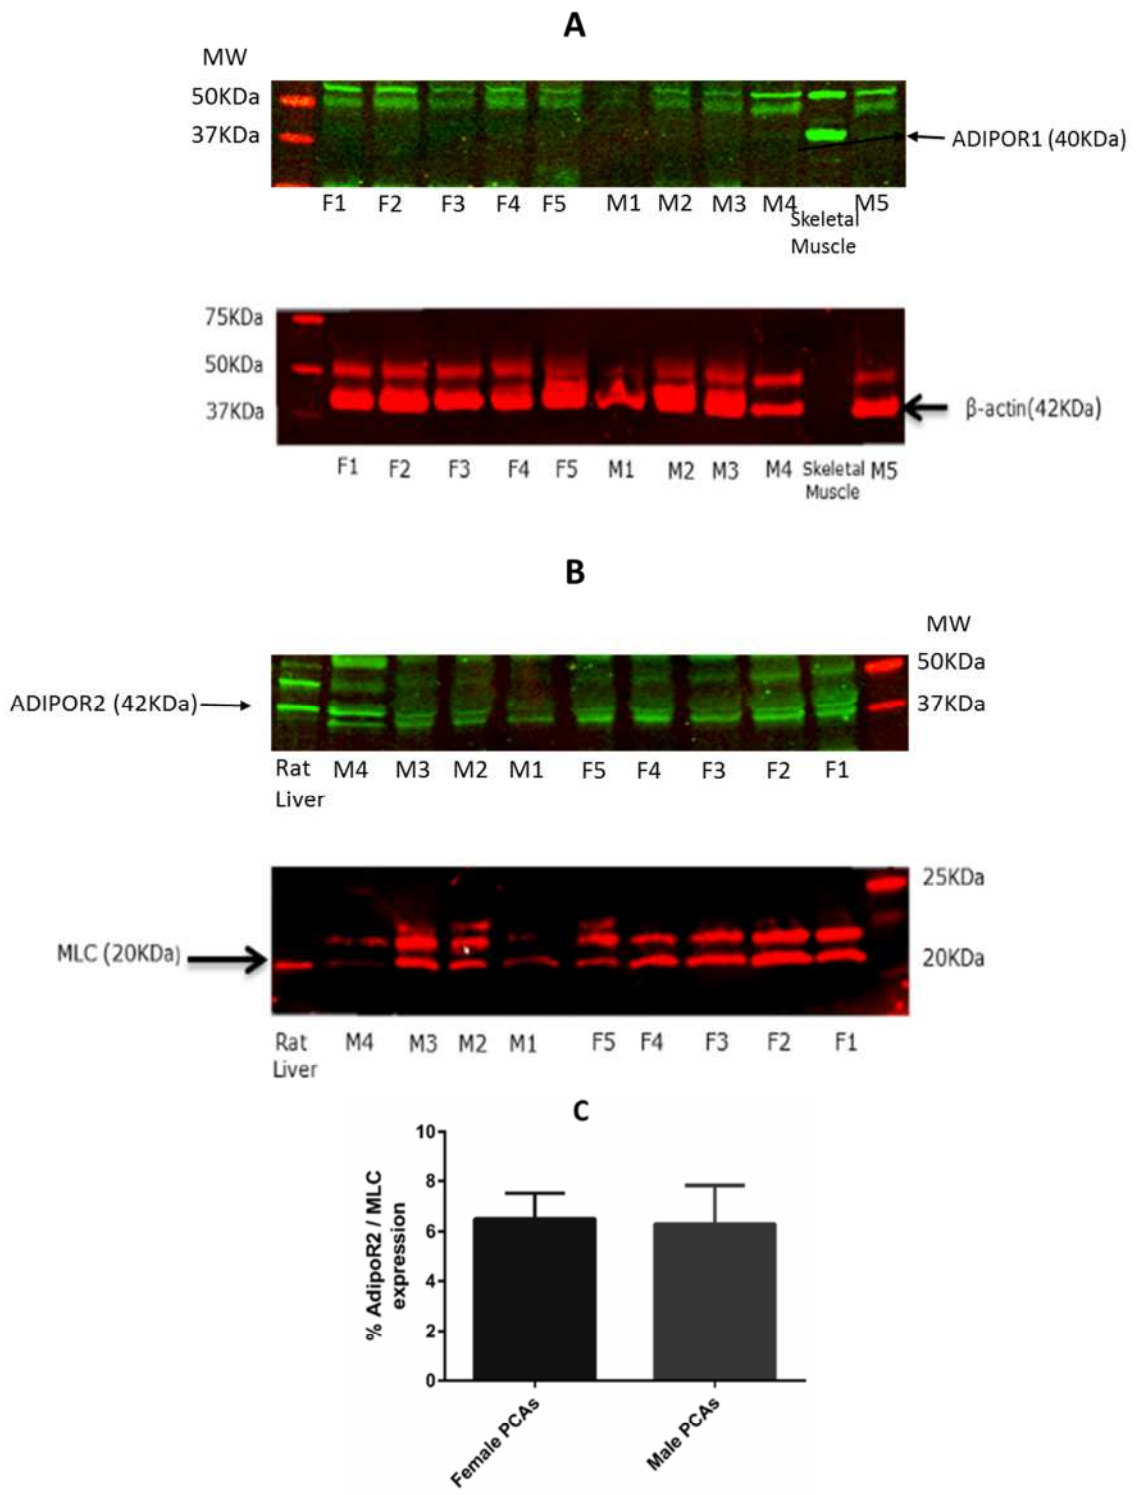 A
MW
50KDa
37KDa
ADIPOR1 (40KDa)
F1 F2 F3 F4 F5 M1 M2 M3 M4 Skeletal Muscle M5
75KDa
50KDa
37KDa
β-actin(42KDa)
F1 F2 F3 F4 F5 M1 M2 M3 M4 Skeletal Muscle M5
B
MW
50KDa
ADIPOR2 (42KDa)
37KDa
Rat Liver M4 M3 M2 M1 F5 F4 F3 F2 F1
25KDa
MLC (20KDa)
20KDa
Rat Liver M4 M3 M2 M1 F5 F4 F3 F2 F1
C
% AdipoR2 / MLC
expression
10
8
6
4
2
0
Female PCAs
Male PCAs